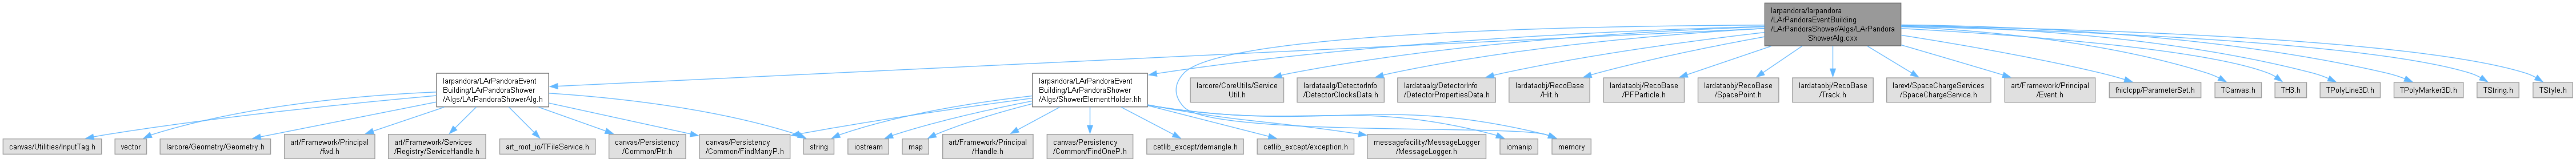 larpandora/larpandora
/LArPandoraEventBuilding
/LArPandoraShower/Algs/LArPandora
ShowerAlg.cxx
larpandora/LArPandoraEvent
Building/LArPandoraShower
/Algs/LArPandoraShowerAlg.h
larpandora/LArPandoraEvent
Building/LArPandoraShower
/Algs/ShowerElementHolder.hh
larcore/CoreUtils/Service
Util.h
lardataalg/DetectorInfo
/DetectorClocksData.h
lardataalg/DetectorInfo
/DetectorPropertiesData.h
lardataobj/RecoBase
/Hit.h
lardataobj/RecoBase
/PFParticle.h
lardataobj/RecoBase
/SpacePoint.h
lardataobj/RecoBase
/Track.h
larevt/SpaceChargeServices
/SpaceChargeService.h
art/Framework/Principal
/Event.h
fhiclcpp/ParameterSet.h
TCanvas.h
TH3.h
TPolyLine3D.h
TPolyMarker3D.h
TString.h
TStyle.h
canvas/Utilities/InputTag.h
vector
larcore/Geometry/Geometry.h
art/Framework/Principal
/fwd.h
art/Framework/Services
/Registry/ServiceHandle.h
art_root_io/TFileService.h
canvas/Persistency
/Common/Ptr.h
canvas/Persistency
/Common/FindManyP.h
string
iostream
map
art/Framework/Principal
/Handle.h
canvas/Persistency
/Common/FindOneP.h
cetlib_except/demangle.h
cetlib_except/exception.h
messagefacility/MessageLogger
/MessageLogger.h
iomanip
memory